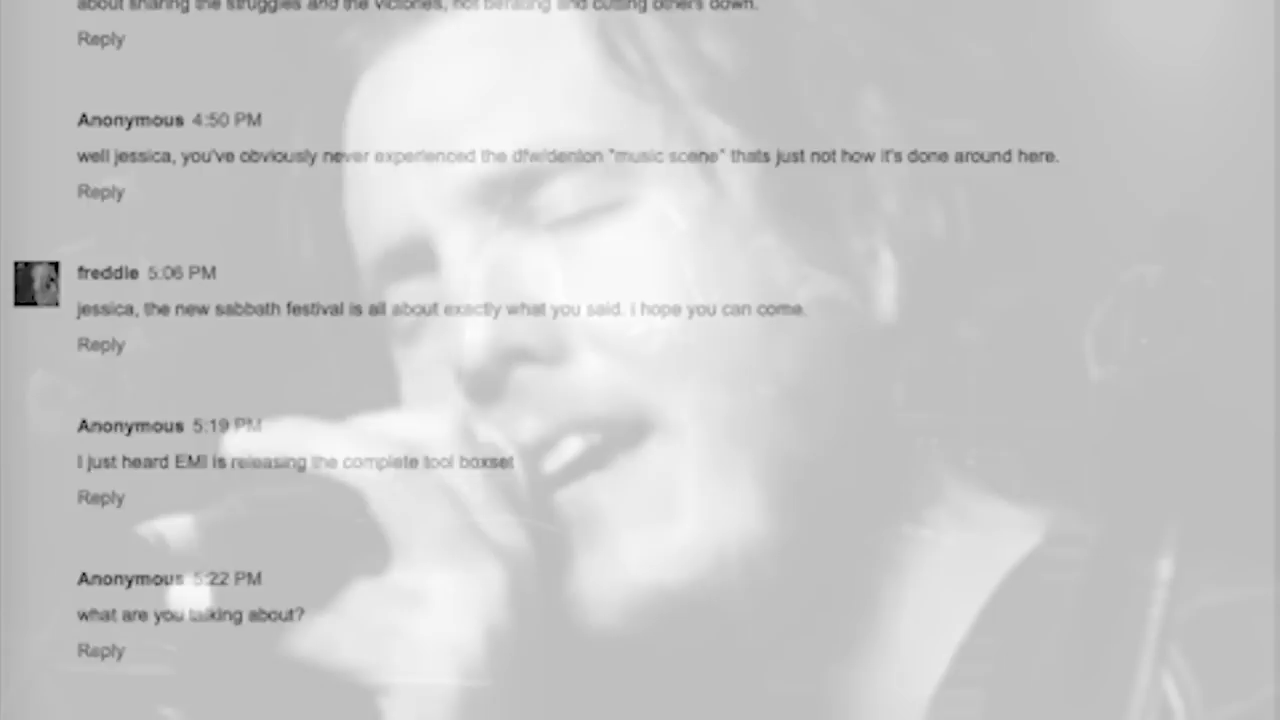 about sharing the struggles and the victories, not berating and cutting others down.
Reply
Anonymous 4:50 PM
well jessica, you've obviously never experienced the dfw/denton "music scene" thats just not how it's done around here.
Reply
freddie 5:06 PM
jessica, the new sabbath festival is all about exactly what you said. i hope you can come.
Reply
Anonymous 5:19 PM
I just heard EMI is releasing the complete tool boxset
Reply
Anonymous 5:22 PM
what are you talking about?
Reply